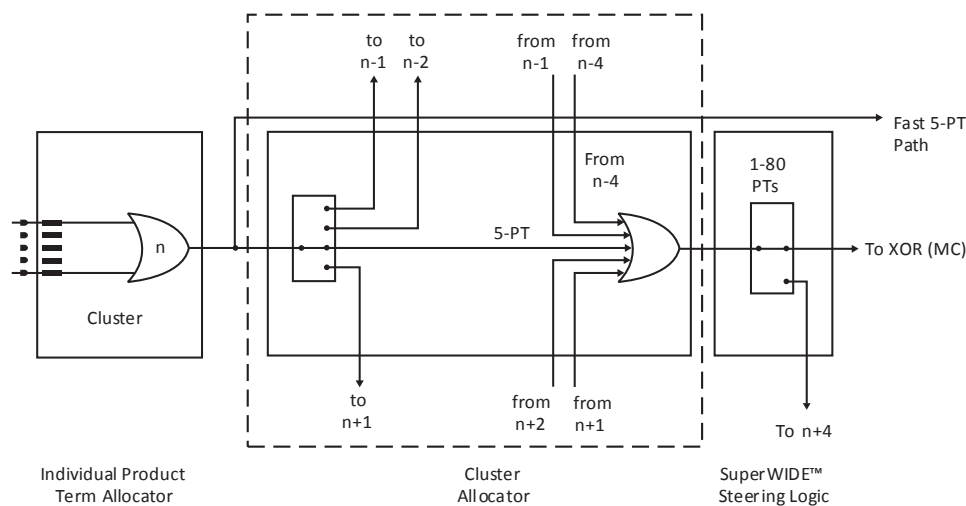 to
n-1
to
n-2
from
n-1
from
n-4
Fast 5-PT
Path
From
n-4
1-80
PTs
n
5-PT
To XOR (MC)
Cluster
to
n+1
from
n+2
from
n+1
To n+4
Individual Product
Term Allocator
Cluster
Allocator
SuperWIDE™
Steering Logic